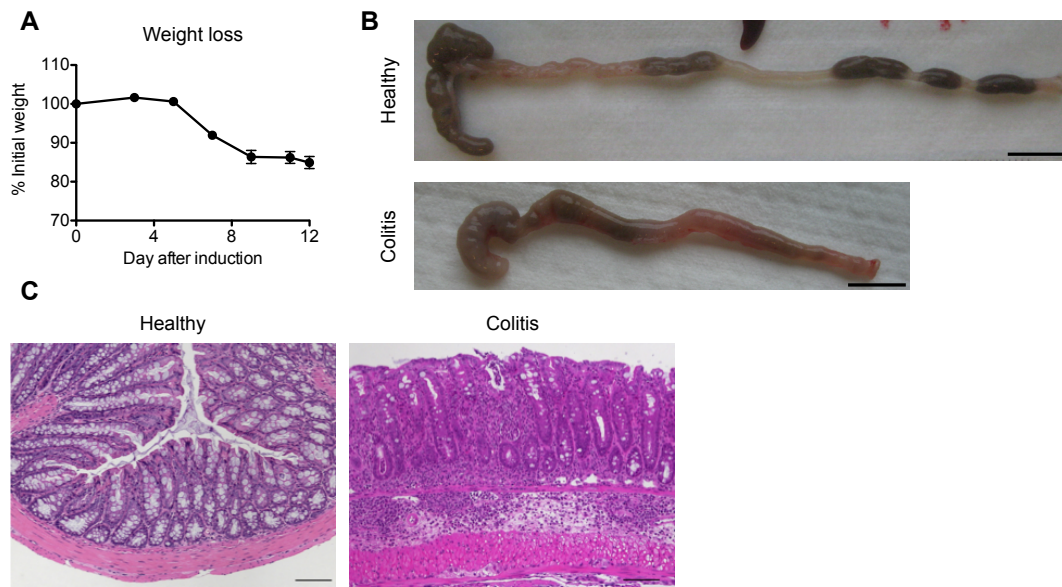 A
Weight loss
110
100
90
80
70
% Initial weight
0
4
8
12
Day after induction
B
Healthy
Colitis
C
Healthy
Colitis